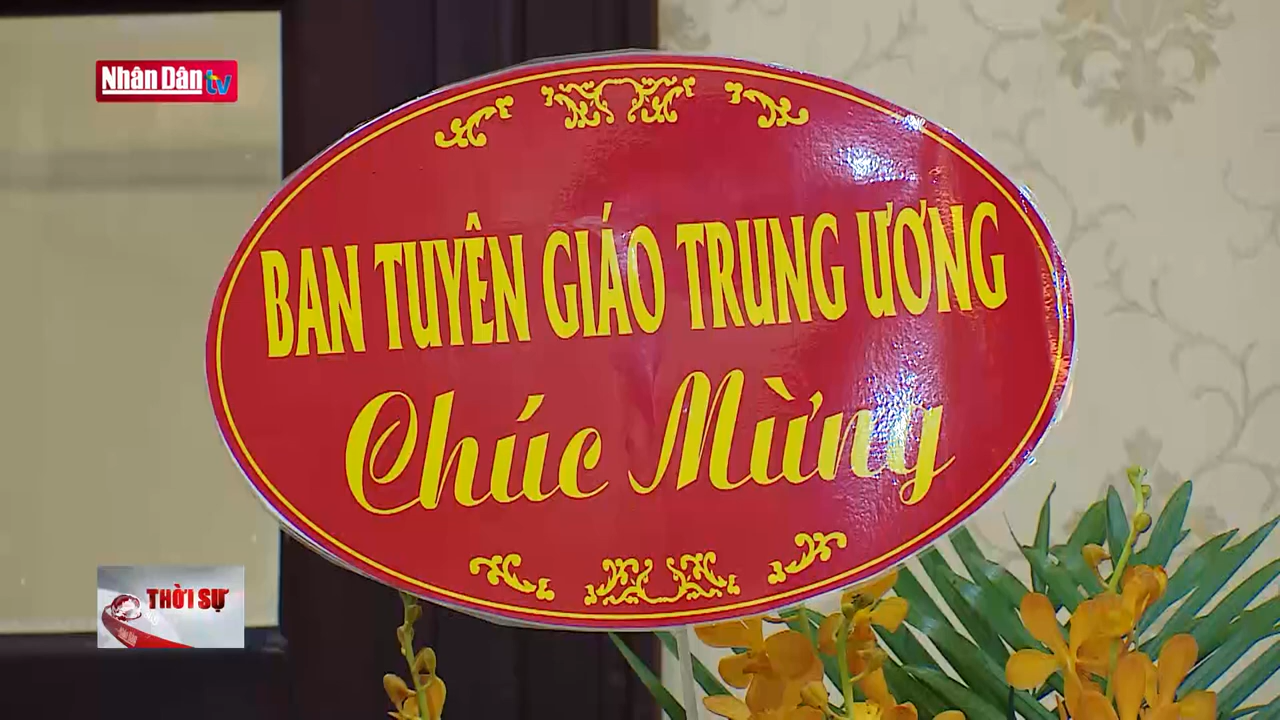 Nhân Dân tv
BAN TUYÊN GIÁO TRUNG ƯƠNG
Chúc Mừng
THỜI SỰ